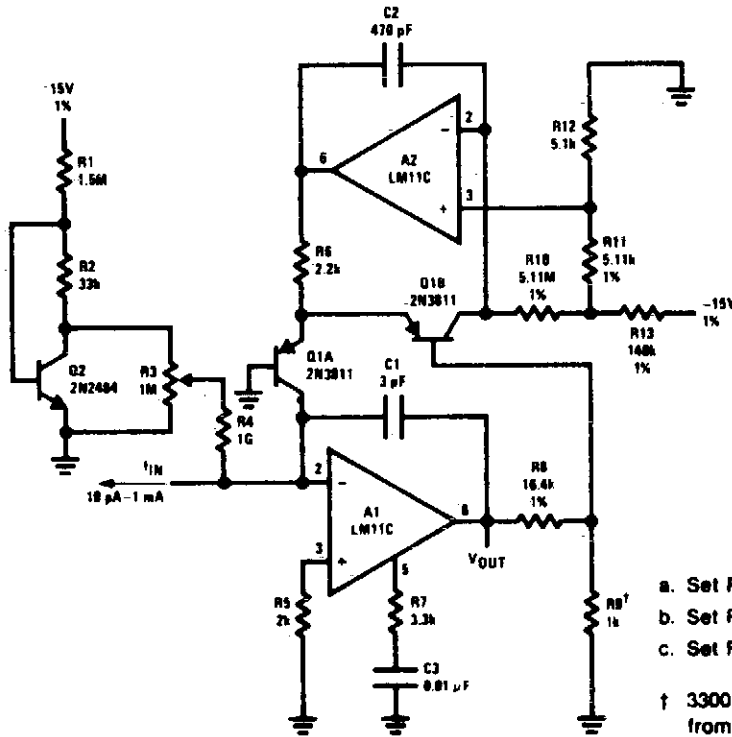 C2
470 pF
15V
1%
R1
1.5M
R2
33k
Q2
2N2484
R3
1M
R4
1G
6
A2
LM11C
2
−
3
+
R12
5.1k
R11
5.11k
1%
R10
5.11M
1%
R13
140k
1%
−15V
1%
R6
2.2k
Q1B
2N3811
Q1A
2N3811
C1
3 pF
IIN
10 pA–1 mA
2
−
A1
LM11C
3
+
5
6
VOUT
R8
16.4k
1%
R5
2k
R7
3.3k
C3
0.01 μF
R9†
1k
a. Set
b. Set
c. Set
† 3300
from